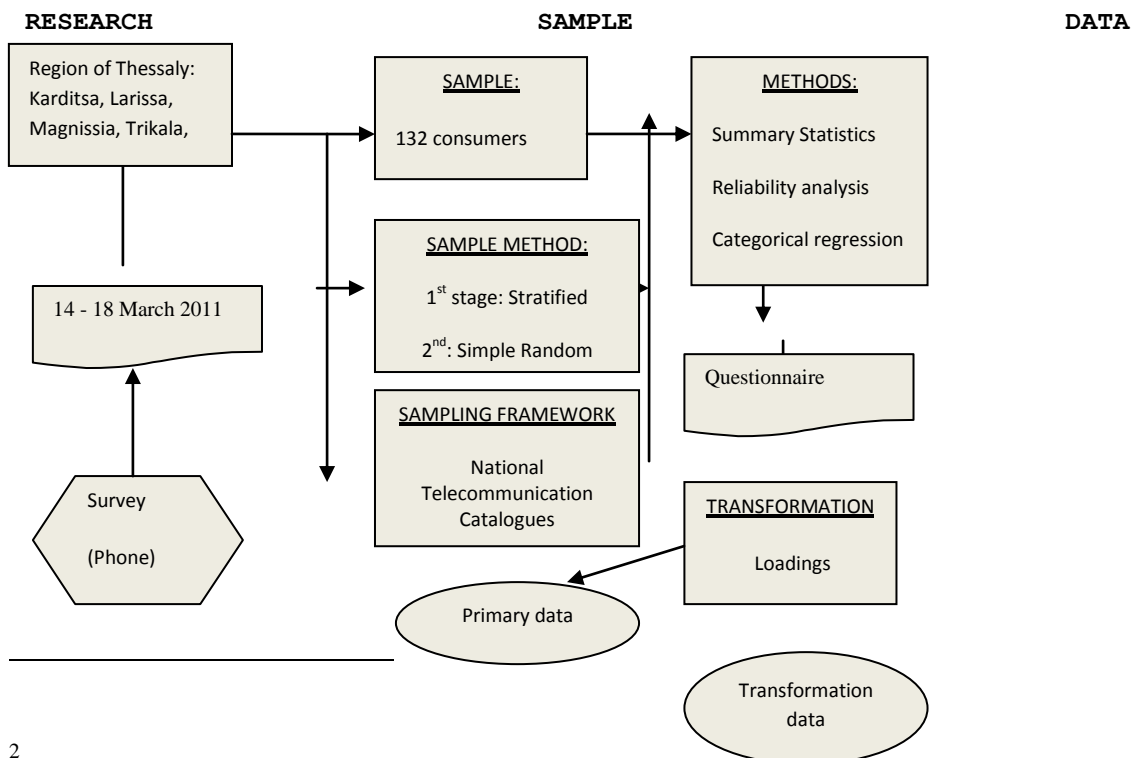 RESEARCH SAMPLE DATA
Region of Thessaly:
Karditsa, Larissa,
Magnissia, Trikala,
14 - 18 March 2011
Survey
(Phone)
SAMPLE:
132 consumers
SAMPLE METHOD:
1st stage: Stratified
2nd: Simple Random
SAMPLING FRAMEWORK
National
Telecommunication
Catalogues
Primary data
METHODS:
Summary Statistics
Reliability analysis
Categorical regression
Questionnaire
TRANSFORMATION
Loadings
Transformation
data
2